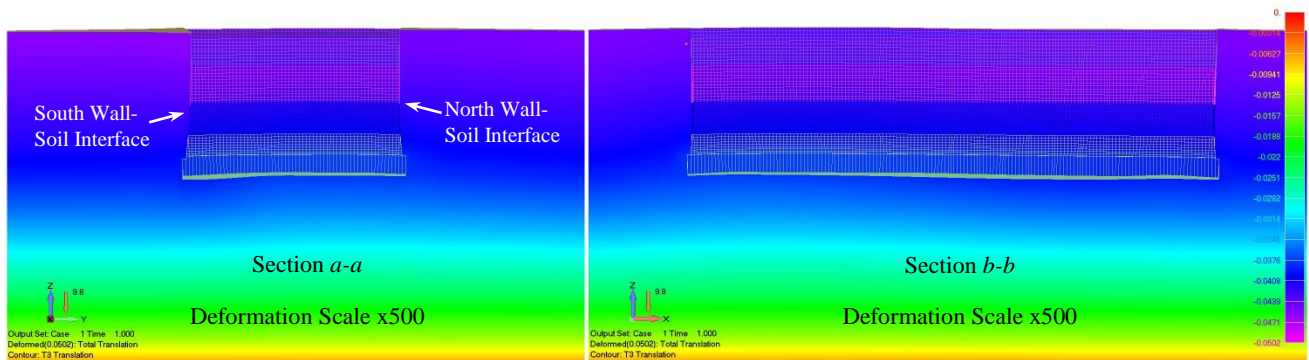 South Wall-
Soil Interface
North Wall-
Soil Interface
Section a-a
Deformation Scale x500
Z
9.8
Y
Output Set: Case 1 Time 1.000
Deformed(0.0502): Total Translation
Contour: T3 Translation
Section b-b
Deformation Scale x500
Z
9.8
X
Output Set: Case 1 Time 1.000
Deformed(0.0502): Total Translation
Contour: T3 Translation
0.
-0.00314
-0.00627
-0.00941
-0.0125
-0.0157
-0.0188
-0.022
-0.0251
-0.0282
-0.0314
-0.0345
-0.0376
-0.0408
-0.0439
-0.0471
-0.0502